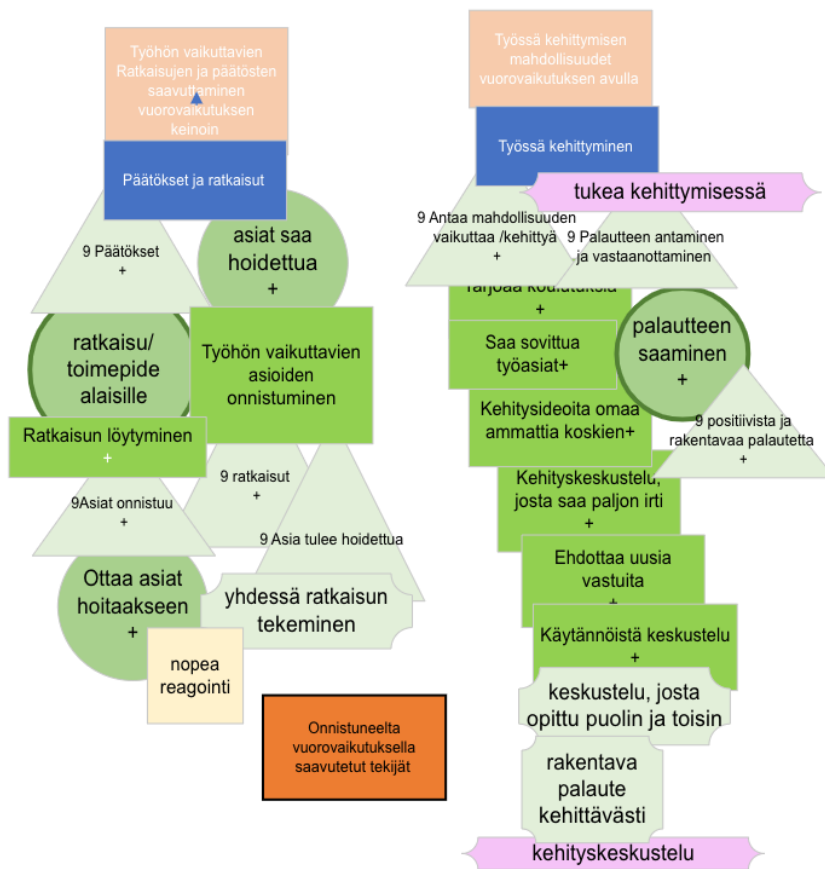 Työhön vaikuttavien
Ratkaisujen ja päätösten
saavuttaminen
vuorovaikutuksen
keinoin
Päätökset ja ratkaisut
9 Päätökset
+
asiat saa
hoidettua
+
ratkaisu/
toimepide
alaisille
Työhön vaikuttavien
asioiden
onnistuminen
Ratkaisun löytyminen
+
9 ratkaisut
+
9Asiat onnistuu
+
9 Asia tulee hoidettua
Ottaa asiat
hoitaakseen
+
yhdessä ratkaisun
tekeminen
nopea
reagointi
Onnistuneelta
vuorovaikutuksella
saavutetut tekijät
Työssä kehittymisen
mahdollisuudet
vuorovaikutuksen avulla
Työssä kehittyminen
tukea kehittymisessä
9 Antaa mahdollisuuden
vaikuttaa /kehittyä
+
9 Palautteen antaminen
ja vastaanottaminen
Tarjoaa koulutuksia
+
Saa sovittua
työasiat+
palautteen
saaminen
+
Kehitysideoita omaa
ammattia koskien+
9 positiivista ja
rakentavaa palautetta
+
Kehityskeskustelu,
josta saa paljon irti
+
Ehdottaa uusia
vastuita
+
Käytännöistä keskustelu
+
keskustelu, josta
opittu puolin ja toisin
rakentava
palaute
kehittävästi
kehityskeskustelu